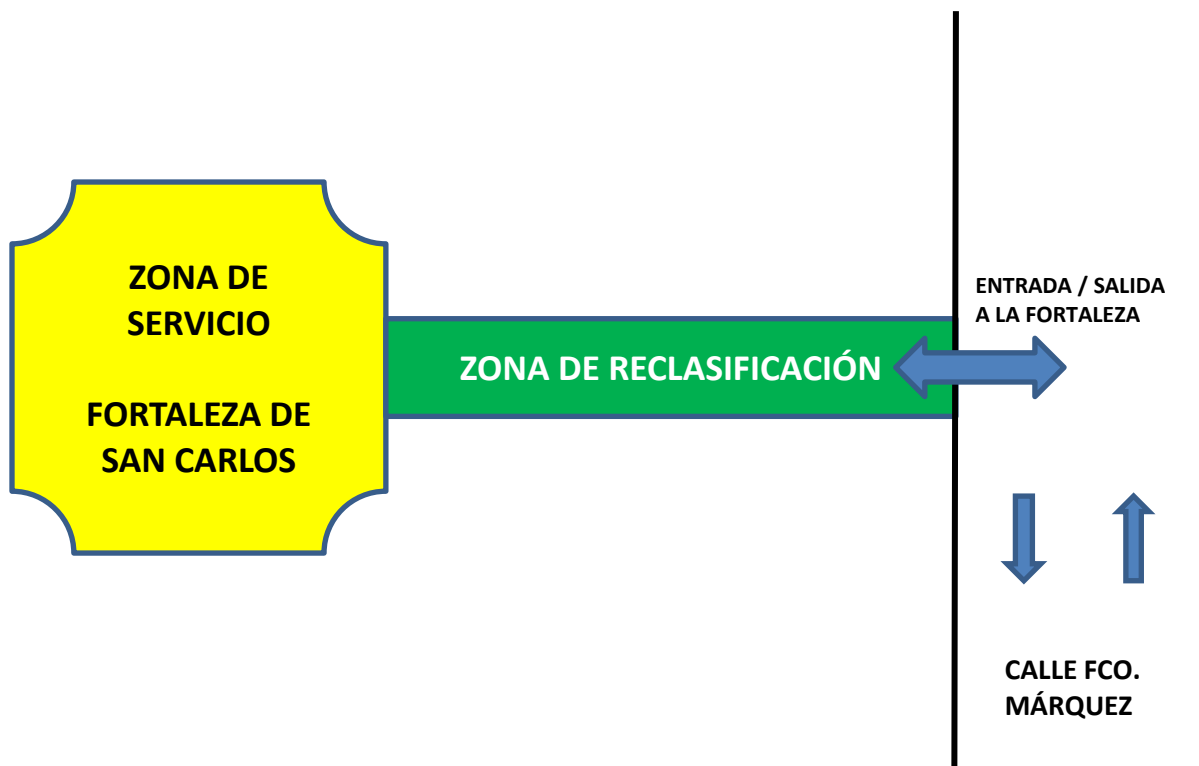 ZONA DE
SERVICIO
FORTALEZA DE
SAN CARLOS
ZONA DE RECLASIFICACIÓN
ENTRADA / SALIDA
A LA FORTALEZA
CALLE FCO.
MÁRQUEZ